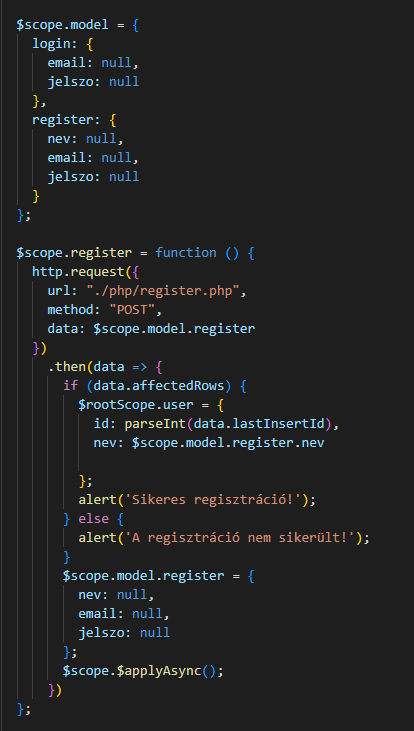 $scope.model = {
  login: {
    email: null,
    jelszo: null
  },
  register: {
    nev: null,
    email: null,
    jelszo: null
  }
};

$scope.register = function () {
  http.request({
    url: "./php/register.php",
    method: "POST",
    data: $scope.model.register
  })
    .then(data => {
      if (data.affectedRows) {
        $rootScope.user = {
          id: parseInt(data.lastInsertId),
          nev: $scope.model.register.nev

        };
        alert('Sikeres regisztráció!');
      } else {
        alert('A regisztráció nem sikerült!');
      }
      $scope.model.register = {
        nev: null,
        email: null,
        jelszo: null
      };
      $scope.$applyAsync();
    })
};